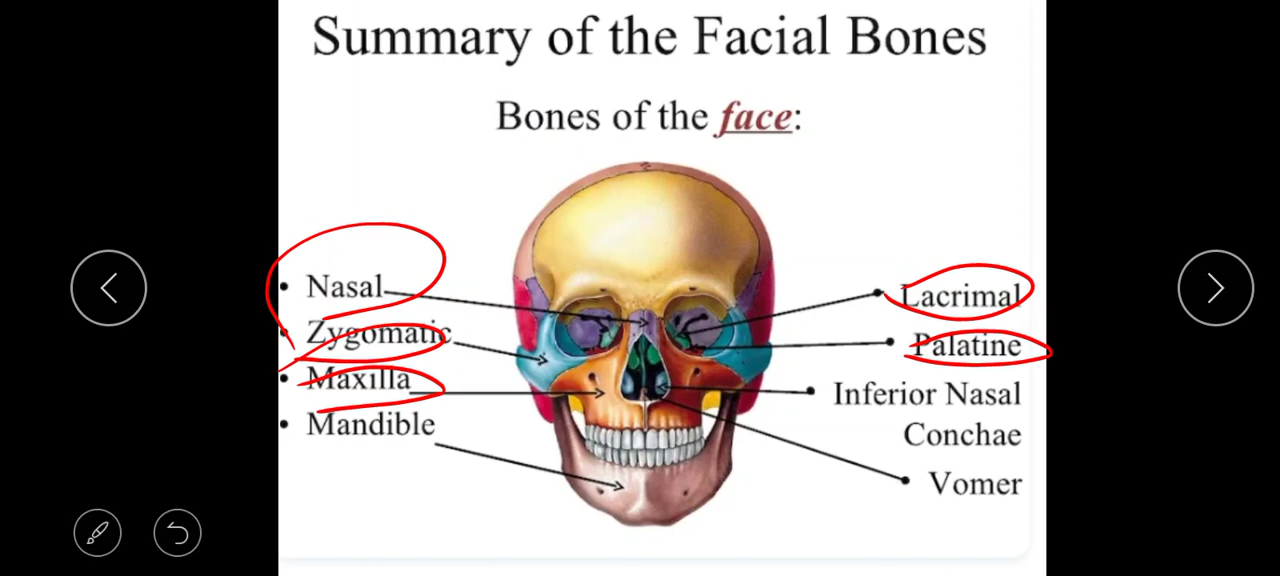 Summary of the Facial Bones
Bones of the face:
• Nasal
• Zygomatic
• Maxilla
• Mandible
Lacrimal
Palatine
Inferior Nasal
Conchae
Vomer